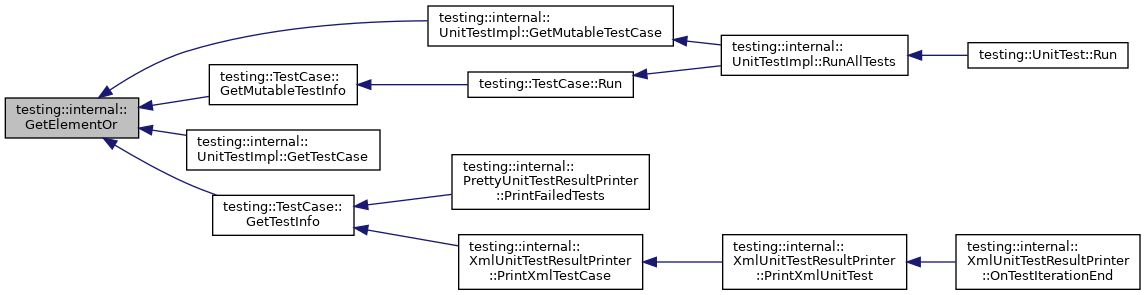 testing::internal::
UnitTestImpl::GetMutableTestCase
testing::internal::
UnitTestImpl::RunAllTests
testing::UnitTest::Run
testing::TestCase::
GetMutableTestInfo
testing::TestCase::Run
testing::internal::
GetElementOr
testing::internal::
UnitTestImpl::GetTestCase
testing::internal::
PrettyUnitTestResultPrinter
::PrintFailedTests
testing::TestCase::
GetTestInfo
testing::internal::
XmlUnitTestResultPrinter
::PrintXmlTestCase
testing::internal::
XmlUnitTestResultPrinter
::PrintXmlUnitTest
testing::internal::
XmlUnitTestResultPrinter
::OnTestIterationEnd